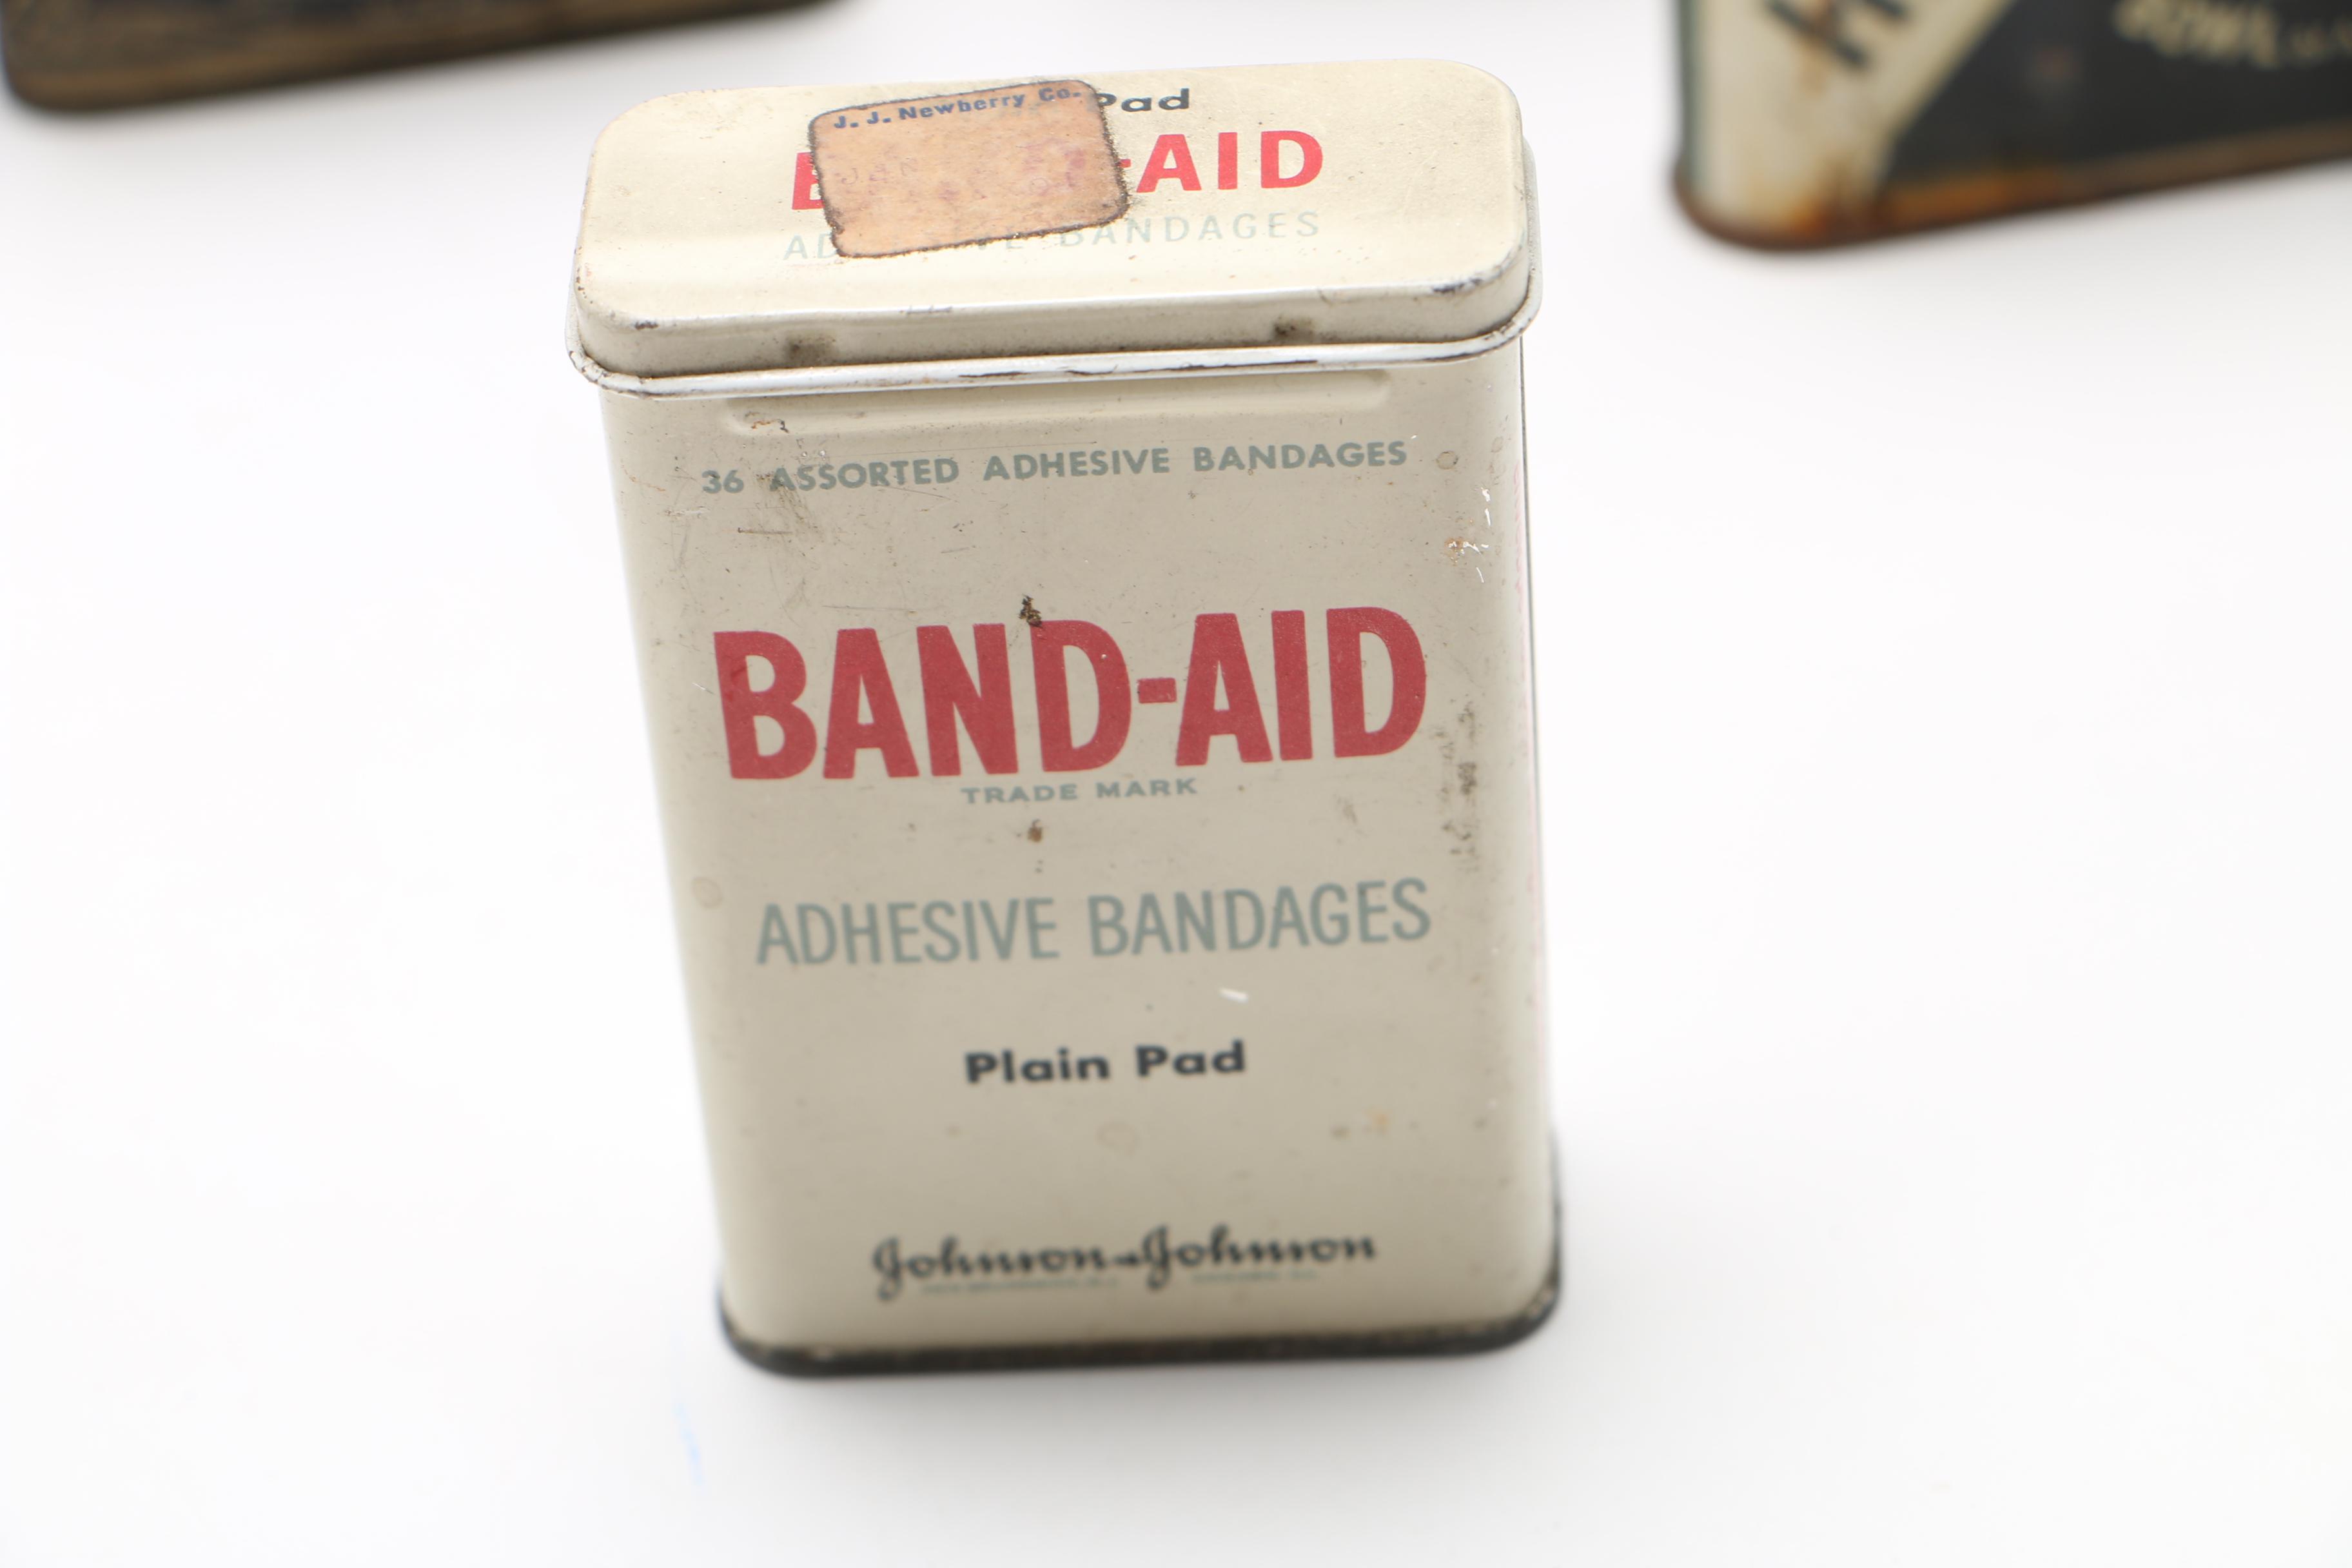 J. J. Newberry Co.
Pad
-AID
BANDAGES
36 ASSORTED ADHESIVE BANDAGES
BAND-AID
TRADE MARK
ADHESIVE BANDAGES
Plain Pad
Johnson & Johnson